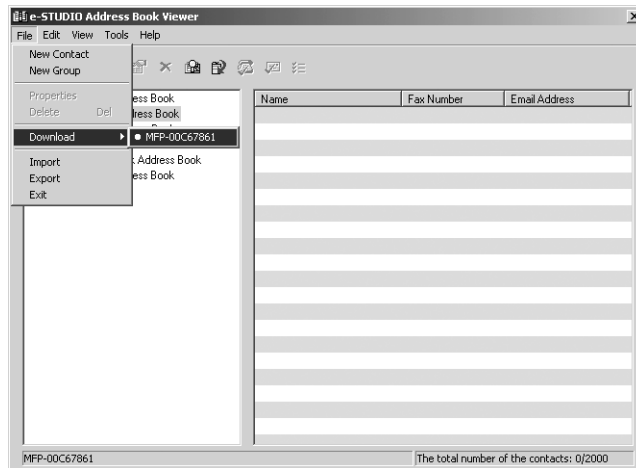 e-STUDIO Address Book Viewer
File Edit View Tools Help
New Contact
New Group
Properties
Delete Del
Download MFP-00C67861
Import
Export
Exit
ess Book
ress Book
Address Book
ess Book
Name Fax Number Email Address
MFP-00C67861 The total number of the contacts: 0/2000